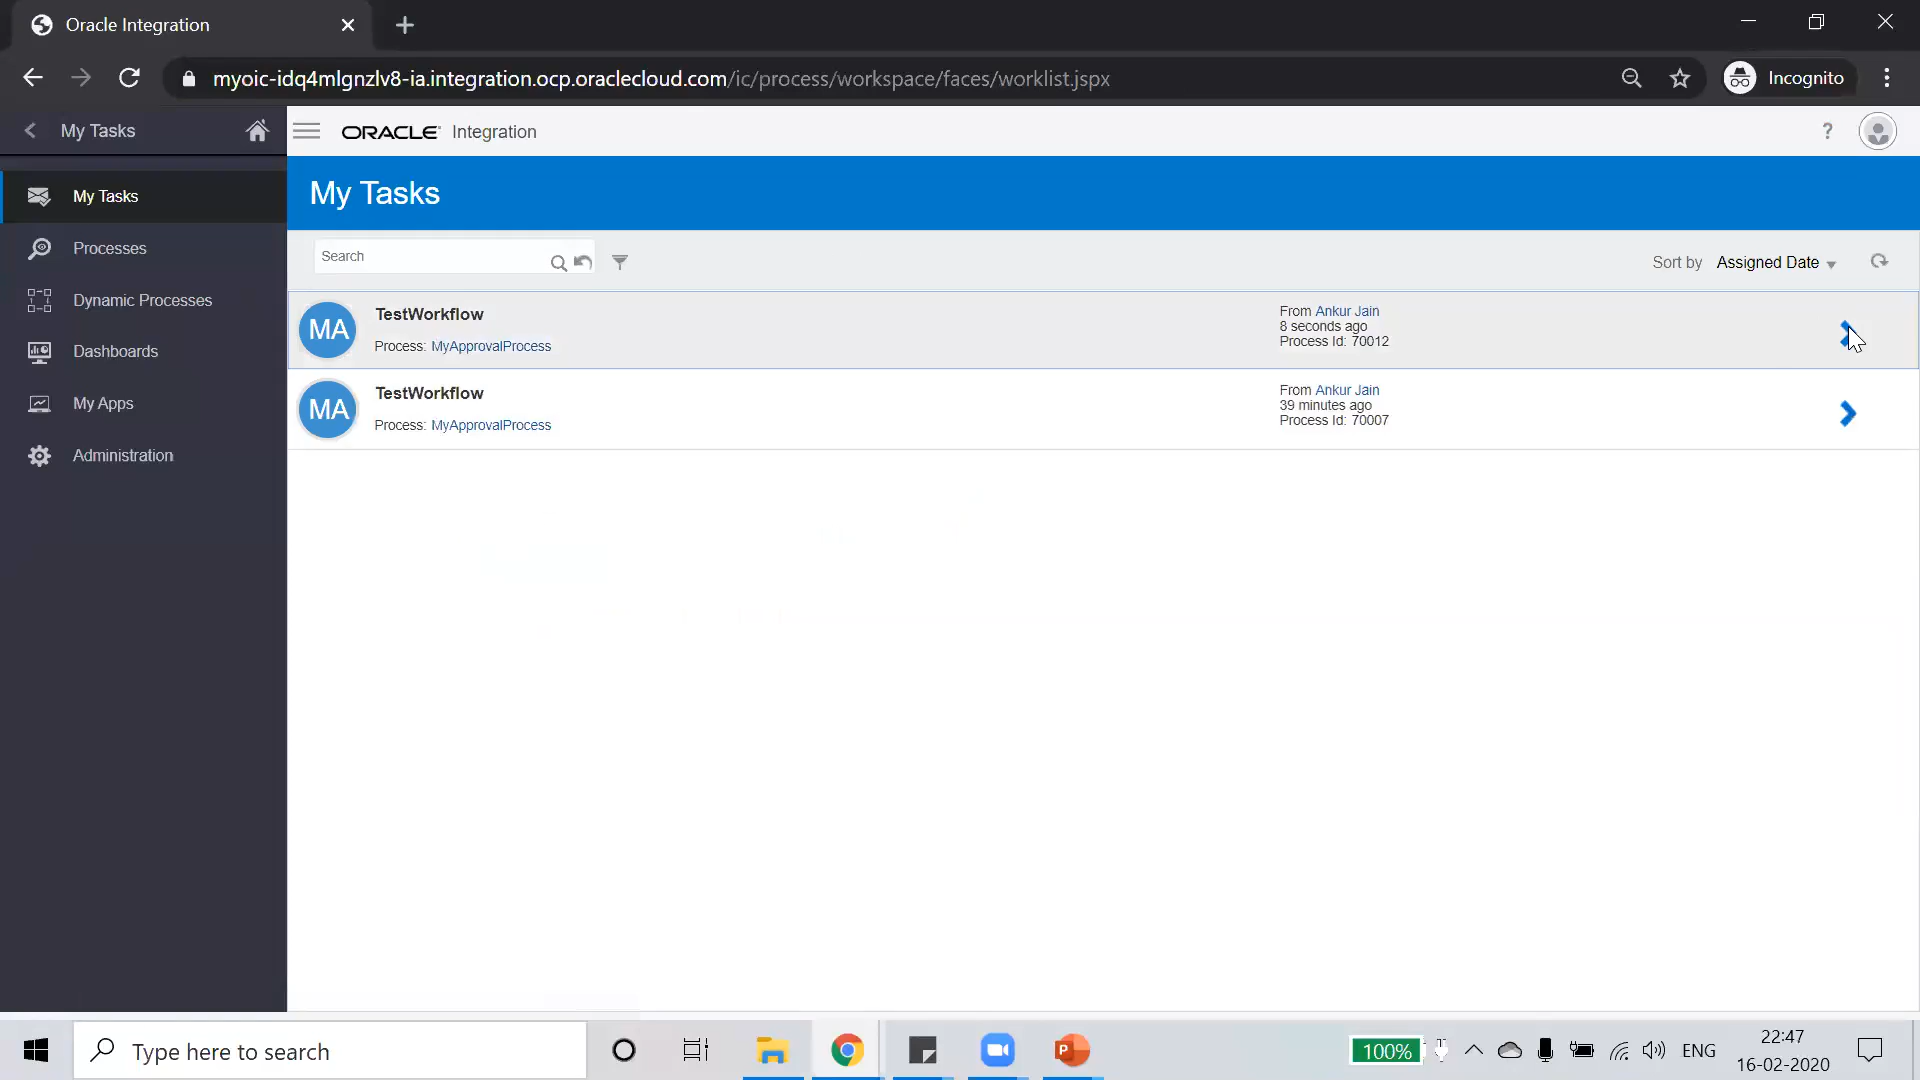 Oracle Integration
myoic-idq4mlgnzlv8-ia.integration.ocp.oraclecloud.com/ic/process/workspace/faces/worklist.jspx
Incognito
My Tasks
ORACLE Integration
?
My Tasks
My Tasks
Processes
Dynamic Processes
Dashboards
My Apps
Administration
Search
Sort by Assigned Date
MA
TestWorkflow
Process: MyApprovalProcess
From Ankur Jain
8 seconds ago
Process Id: 70012
MA
TestWorkflow
Process: MyApprovalProcess
From Ankur Jain
39 minutes ago
Process Id: 70007
Type here to search
P
100%
ENG
22:47
16-02-2020